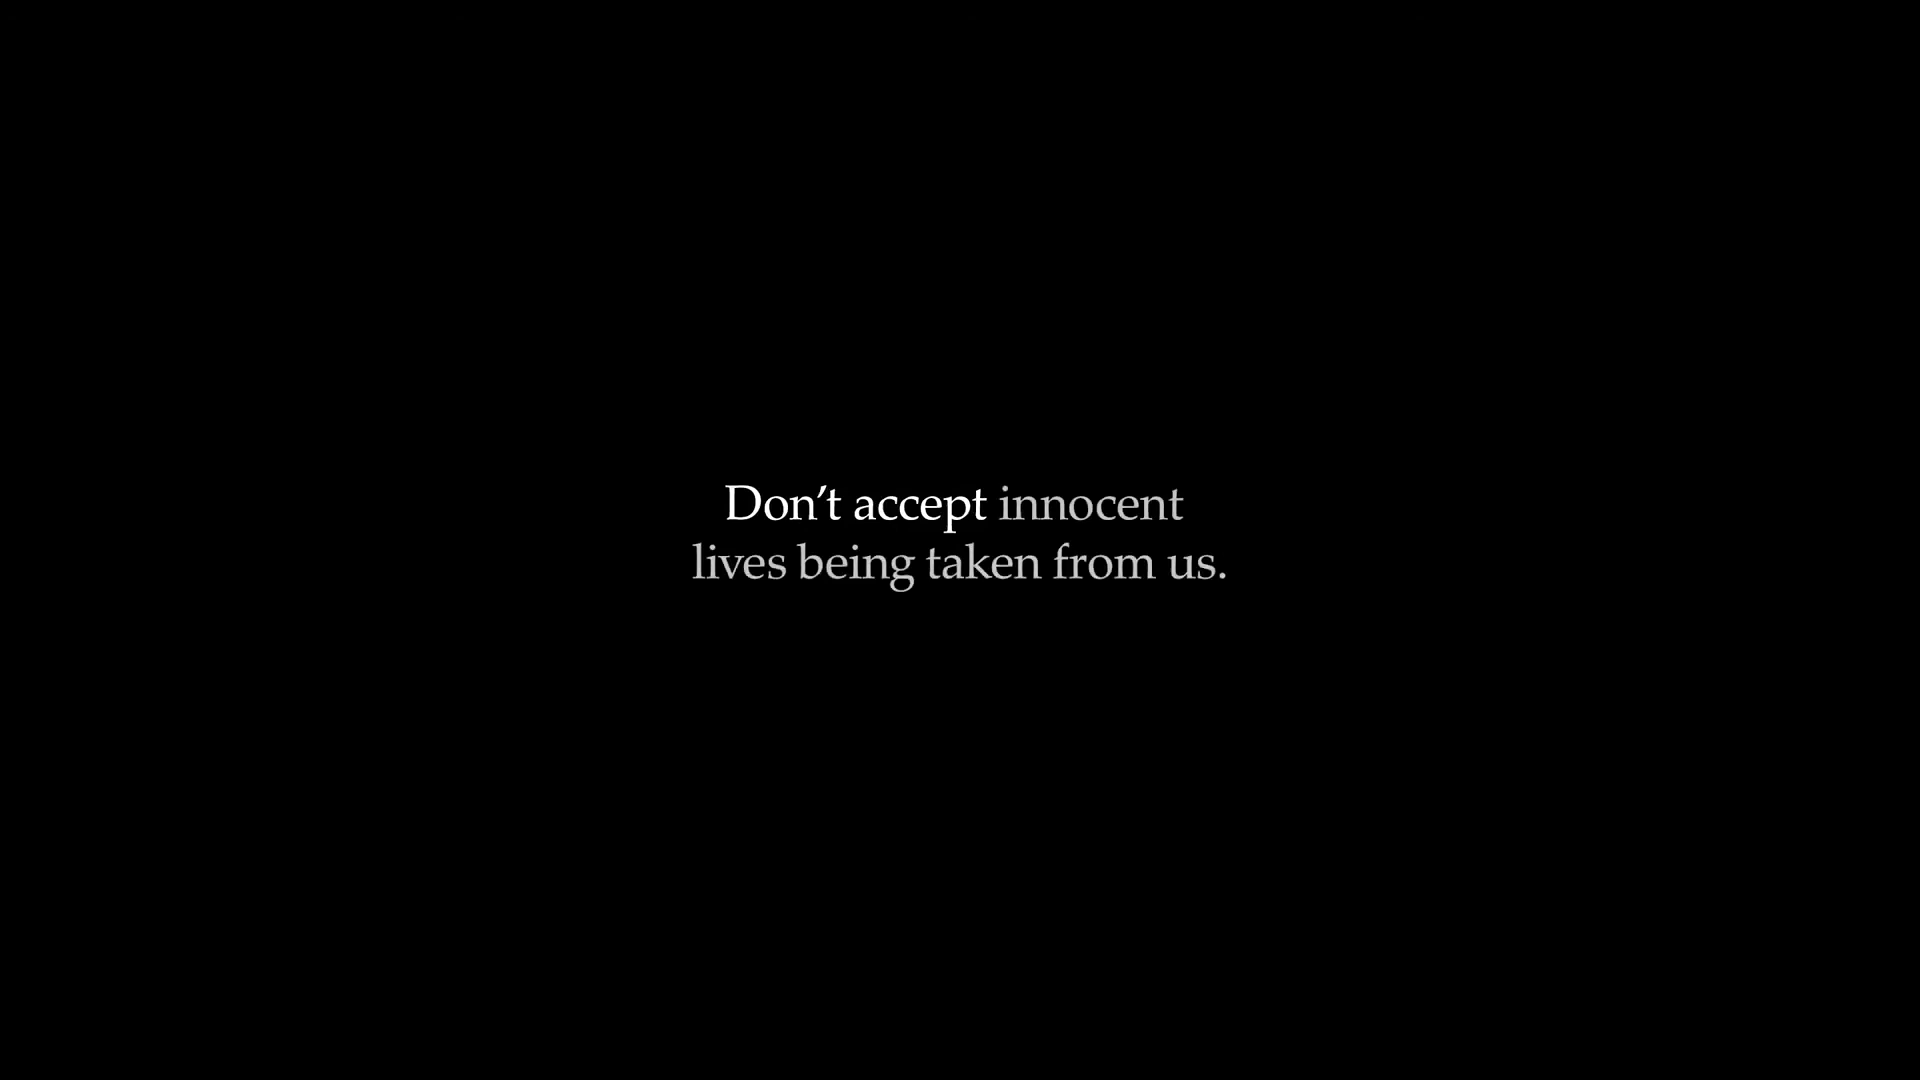 Don’t accept innocent
lives being taken from us.